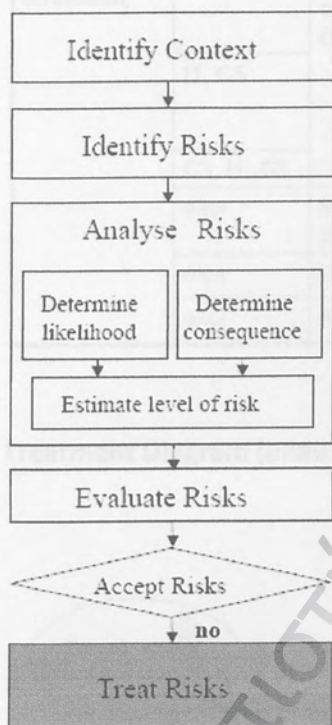 Identify Context
Identify Risks
Analyse Risks
Determine
likelihood
Determine
consequence
Estimate level of risk
Evaluate Risks
Accept Risks
no
Treat Risks